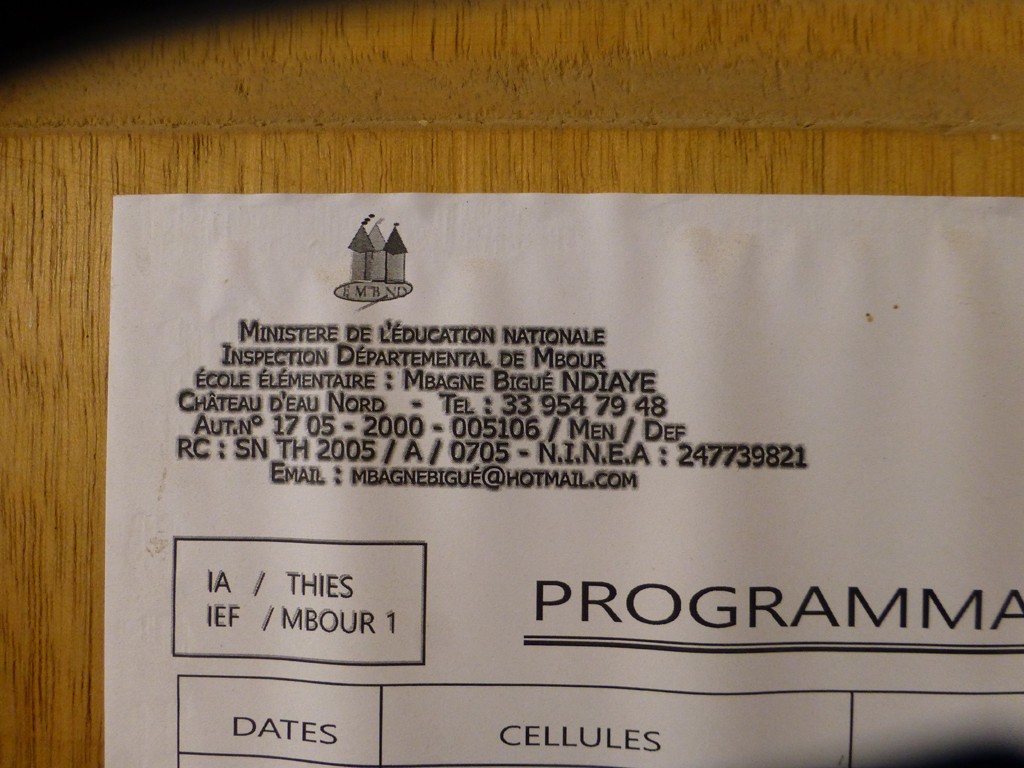 EMBND
MINISTERE DE L'ÉDUCATION NATIONALE
INSPECTION DÉPARTEMENTAL DE MBOUR
ÉCOLE ÉLÉMENTAIRE : MBAGNE BIGUÉ NDIAYE
CHÂTEAU D'EAU NORD - TEL : 33 954 79 48
AUT.N° 17 05 - 2000 - 005106 / MEN / DEF
RC : SN TH 2005 / A / 0705 - N.I.N.E.A : 247739821
EMAIL : MBAGNEBIGUÉ@HOTMAIL.COM
IA / THIES
IEF / MBOUR 1
PROGRAMMA
DATES CELLULES